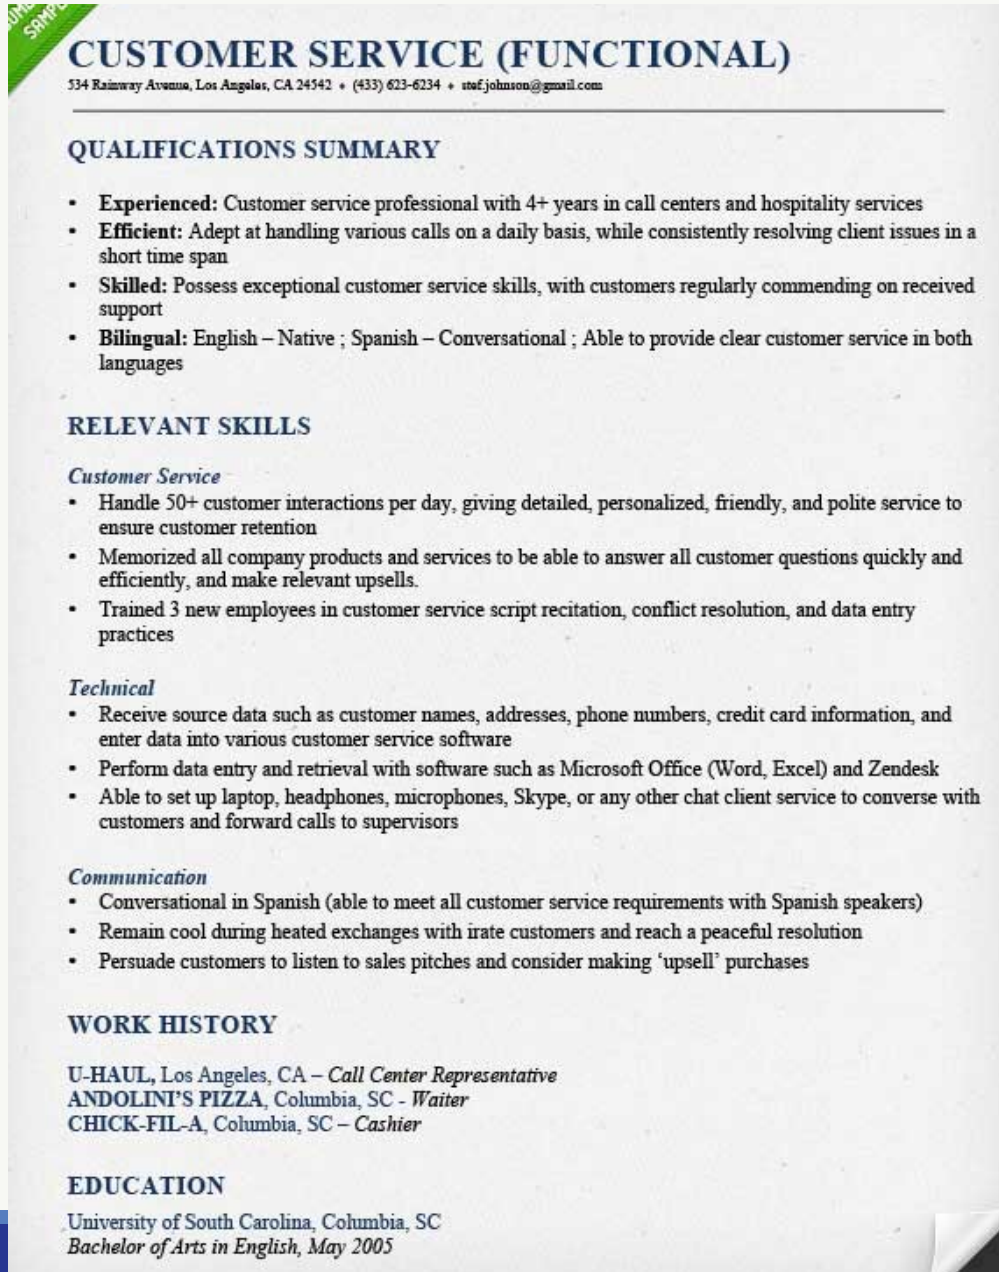 SAMPL
CUSTOMER SERVICE (FUNCTIONAL)
534 Rainway Avenue, Los Angeles, CA 24542 ⬥ (433) 623-6234 ⬥ stef.johnson@gmail.com
QUALIFICATIONS SUMMARY
• Experienced: Customer service professional with 4+ years in call centers and hospitality services
• Efficient: Adept at handling various calls on a daily basis, while consistently resolving client issues in a
short time span
• Skilled: Possess exceptional customer service skills, with customers regularly commending on received
support
• Bilingual: English – Native ; Spanish – Conversational ; Able to provide clear customer service in both
languages
RELEVANT SKILLS
Customer Service
• Handle 50+ customer interactions per day, giving detailed, personalized, friendly, and polite service to
ensure customer retention
• Memorized all company products and services to be able to answer all customer questions quickly and
efficiently, and make relevant upsells.
• Trained 3 new employees in customer service script recitation, conflict resolution, and data entry
practices
Technical
• Receive source data such as customer names, addresses, phone numbers, credit card information, and
enter data into various customer service software
• Perform data entry and retrieval with software such as Microsoft Office (Word, Excel) and Zendesk
• Able to set up laptop, headphones, microphones, Skype, or any other chat client service to converse with
customers and forward calls to supervisors
Communication
• Conversational in Spanish (able to meet all customer service requirements with Spanish speakers)
• Remain cool during heated exchanges with irate customers and reach a peaceful resolution
• Persuade customers to listen to sales pitches and consider making ‘upsell’ purchases
WORK HISTORY
U-HAUL, Los Angeles, CA – Call Center Representative
ANDOLINI’S PIZZA, Columbia, SC - Waiter
CHICK-FIL-A, Columbia, SC – Cashier
EDUCATION
University of South Carolina, Columbia, SC
Bachelor of Arts in English, May 2005